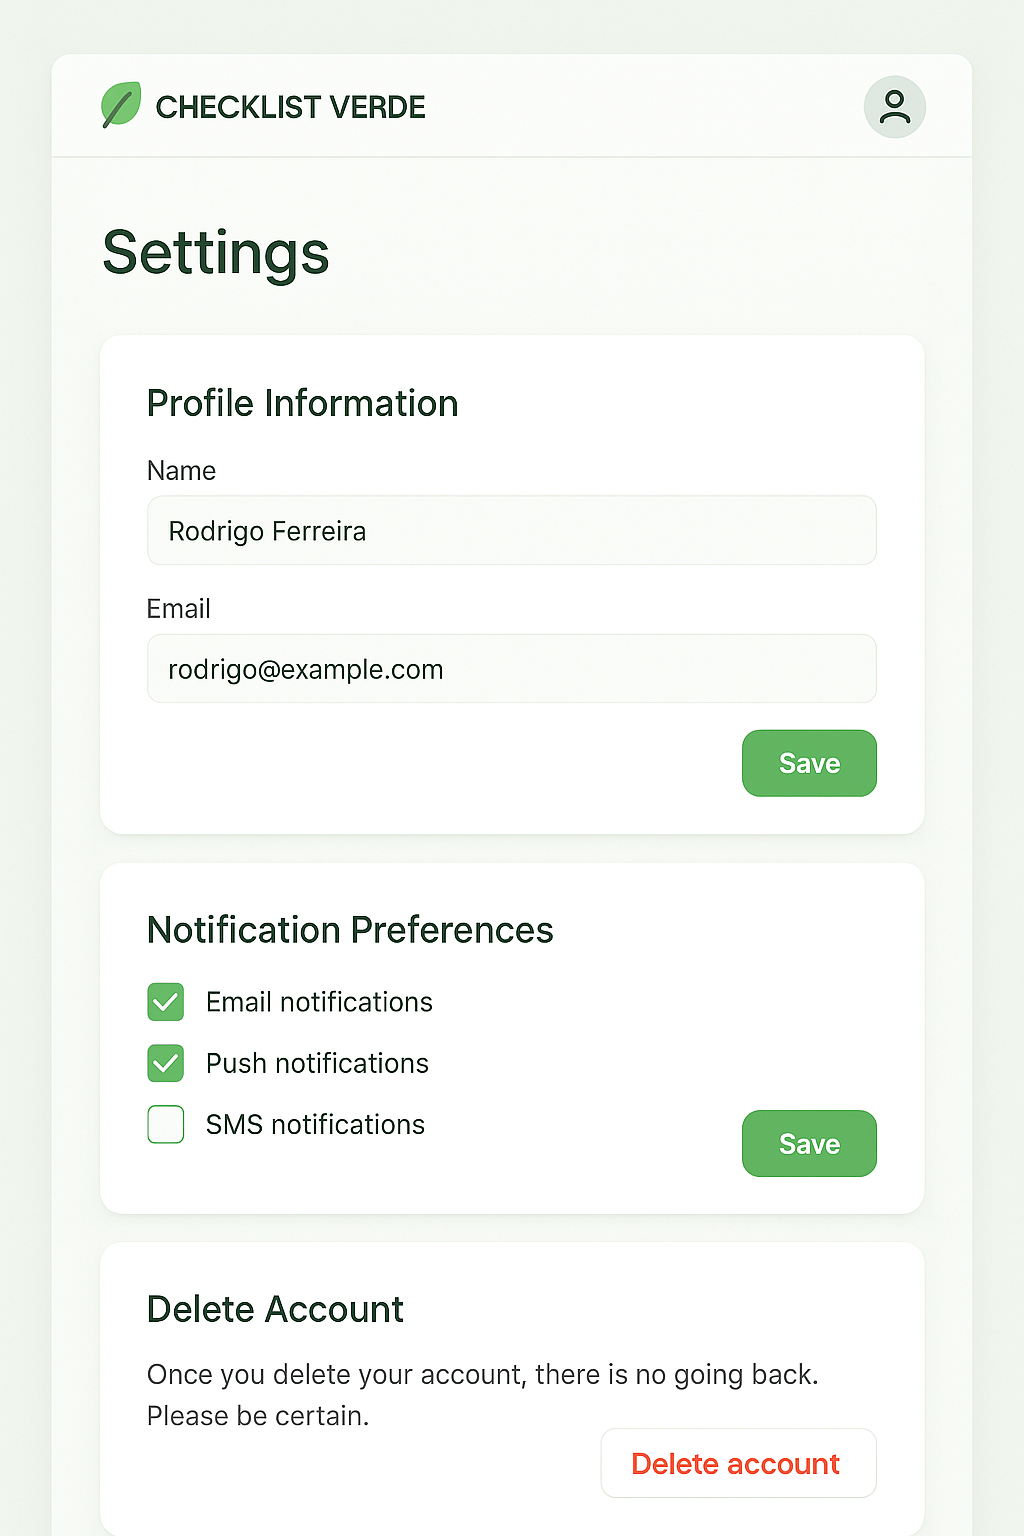 CHECKLIST VERDE
Settings
Profile Information
Name
Rodrigo Ferreira
Email
rodrigo@example.com
Save
Notification Preferences
Email notifications
Push notifications
SMS notifications
Save
Delete Account
Once you delete your account, there is no going back.
Please be certain.
Delete account